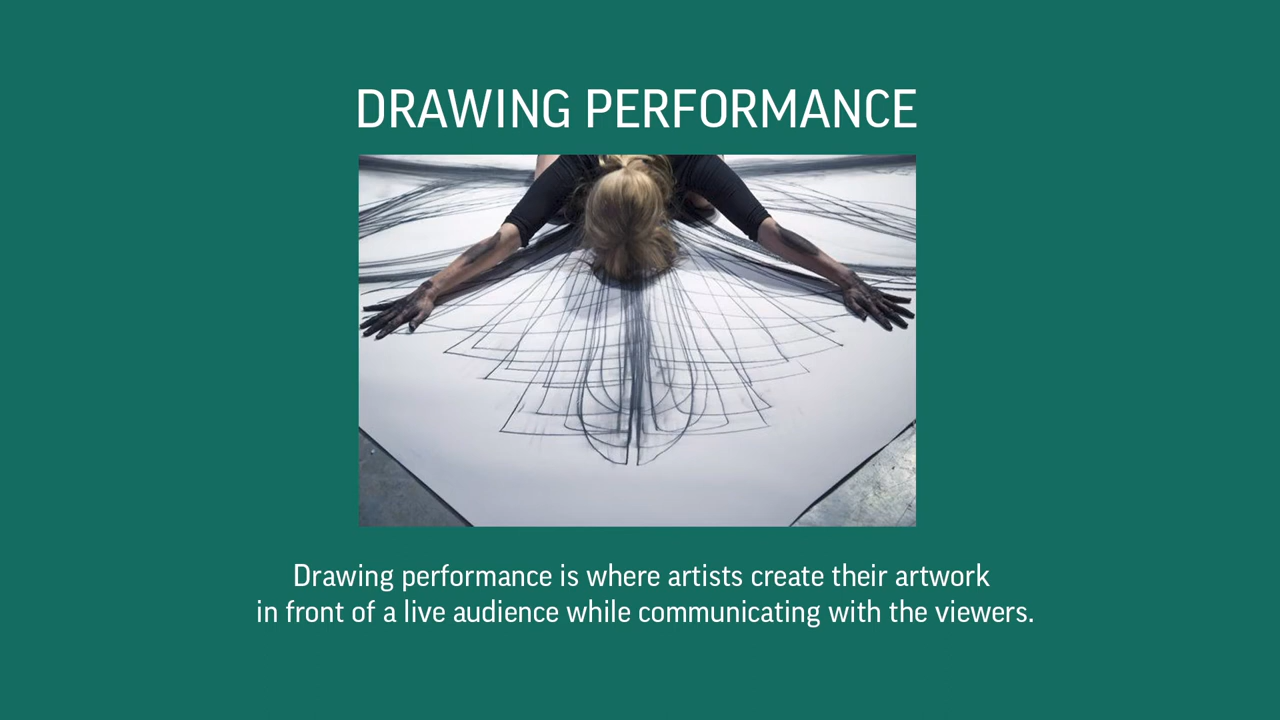 DRAWING PERFORMANCE
Drawing performance is where artists create their artwork
in front of a live audience while communicating with the viewers.